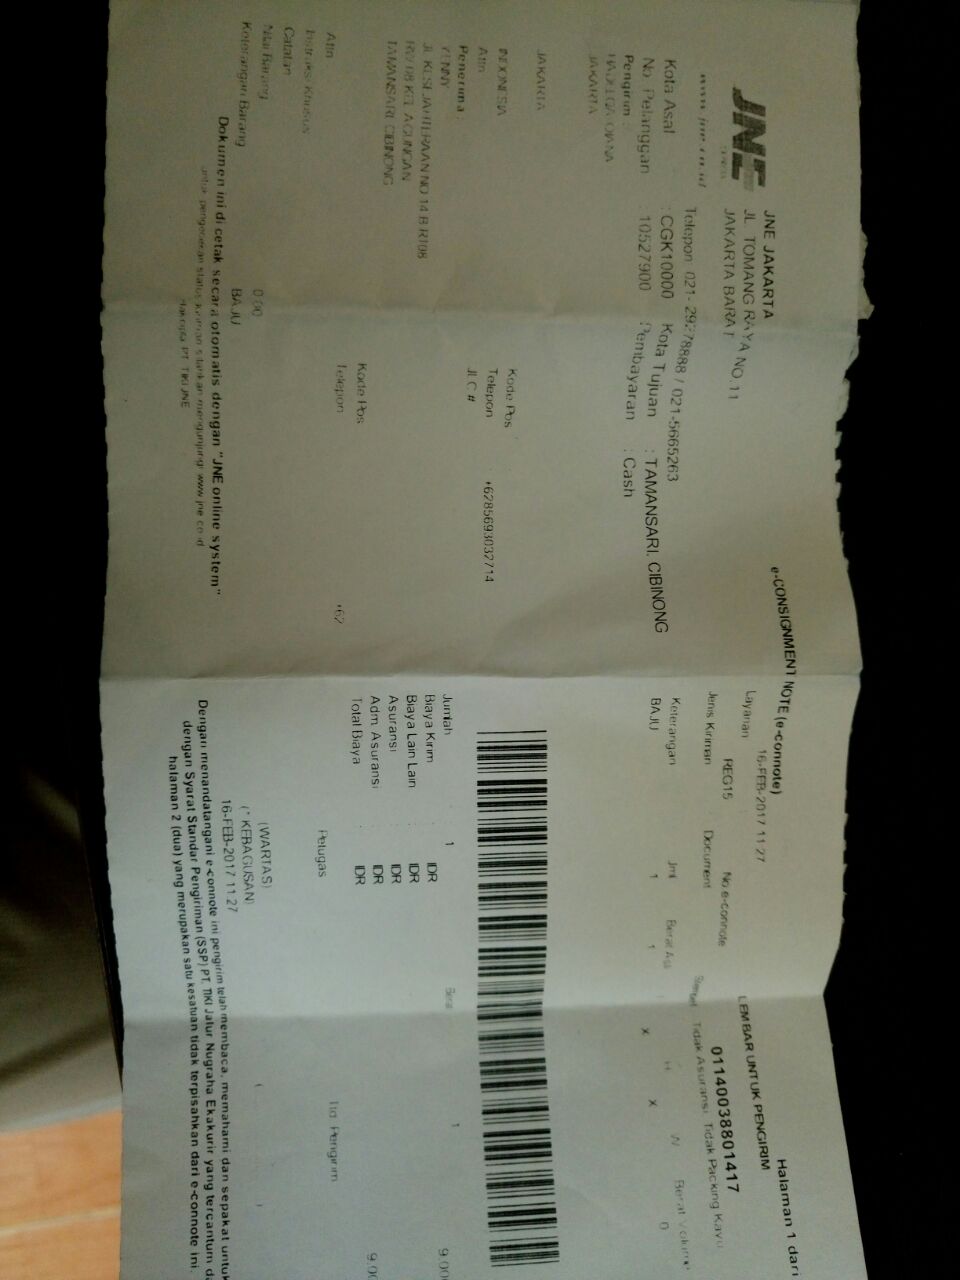 JNE
EXPRESS
www.jne.co.id
JNE JAKARTA
JL. TOMANG RAYA NO.11
JAKARTA BARAT
Telepon 021- 29278888 / 021-5665263
Kota Asal : CGK10000 Kota Tujuan : TAMANSARI. CIBINONG
No. Pelanggan : 10527900 Pembayaran : Cash
Pengirim :
JAKARTA
JAKARTA
INDONESIA
Attn
Kode Pos
Telepon +6285693032714
JLC #
Penerima :
YENNY
JL KESEJAHTERAAN NO 14 B RT08
RW 08 KEL AGUNGAN
TAMANSARI. CIBINONG
Kode Pos
Telepon +62
Attn
Instruksi Khusus
Catatan
Nilai Barang 0.00
Keterangan Barang BAJU
Dokumen ini di cetak secara otomatis dengan "JNE online system"
untuk pengecekan status kiriman silahkan mengunjungi www.jne.co.id
Hakcipta PT. TIKI JNE
e-CONSIGNMENT NOTE (e-connote)
16-FEB-2017 11 27
Halaman 1 dari
LEMBAR UNTUK PENGIRIM
Layanan REG15 No e-connote 01140038801417
Jenis Kiriman Document Tidak Asuransi, Tidak Packing Kayu
Keterangan Jml Berat Asli H W Berat Volume
BAJU 1 1 x x 0
Jumlah 1 Berat 1
Biaya Kirim IDR 9.00
Biaya Lain Lain IDR
Asuransi IDR
Adm Asuransi IDR
Total Biaya IDR 9.00
Petugas Ttd Pengirim
(WARTAS) ( )
(* KEBAGUSAN)
16-FEB-2017 11.27
Dengan menandatangani e-connote ini pengirim telah membaca, memahami dan sepakat untuk
dengan Syarat Standar Pengiriman (SSP) PT. TIKI Jalur Nugraha Ekakurir yang tercantum
halaman 2 (dua) yang merupakan satu kesatuan tidak terpisahkan dari e-connote ini.